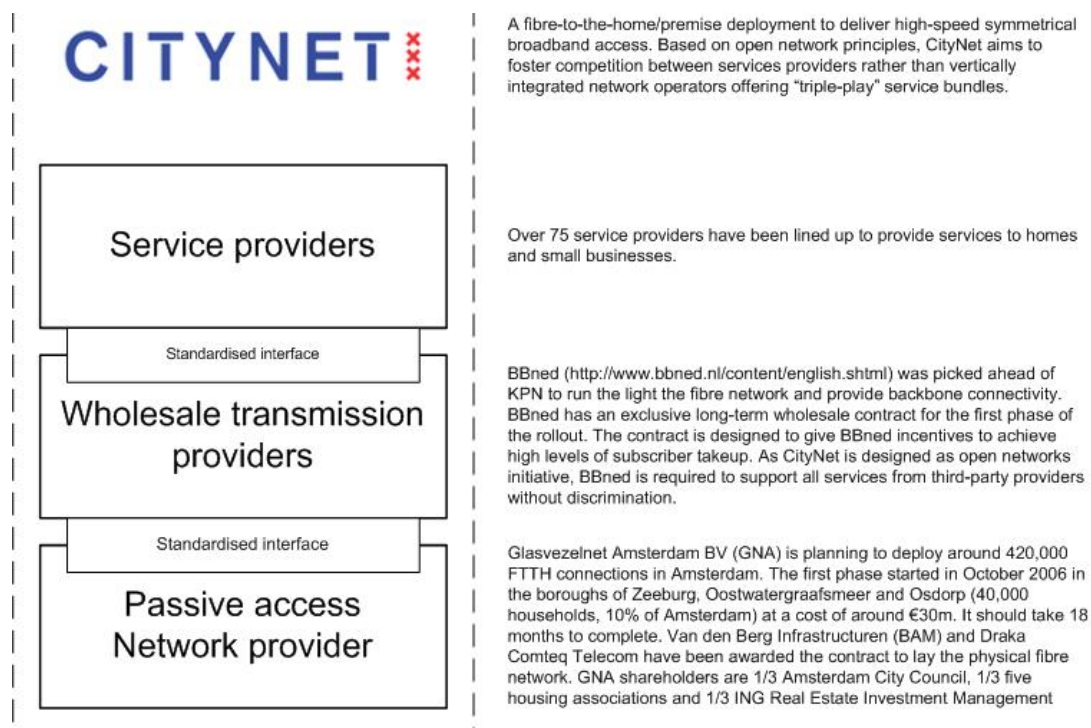 CITYNET
A fibre-to-the-home/premise deployment to deliver high-speed symmetrical
broadband access. Based on open network principles, CityNet aims to
foster competition between services providers rather than vertically
integrated network operators offering “triple-play” service bundles.
Service providers
Over 75 service providers have been lined up to provide services to homes
and small businesses.
Standardised interface
Wholesale transmission
providers
BBned (http://www.bbned.nl/content/english.shtml) was picked ahead of
KPN to run the light the fibre network and provide backbone connectivity.
BBned has an exclusive long-term wholesale contract for the first phase of
the rollout. The contract is designed to give BBned incentives to achieve
high levels of subscriber takeup. As CityNet is designed as open networks
initiative, BBned is required to support all services from third-party providers
without discrimination.
Standardised interface
Passive access
Network provider
Glasvezelnet Amsterdam BV (GNA) is planning to deploy around 420,000
FTTH connections in Amsterdam. The first phase started in October 2006 in
the boroughs of Zeeburg, Oostwatergraafsmeer and Osdorp (40,000
households, 10% of Amsterdam) at a cost of around €30m. It should take 18
months to complete. Van den Berg Infrastructuren (BAM) and Draka
Comteq Telecom have been awarded the contract to lay the physical fibre
network. GNA shareholders are 1/3 Amsterdam City Council, 1/3 five
housing associations and 1/3 ING Real Estate Investment Management